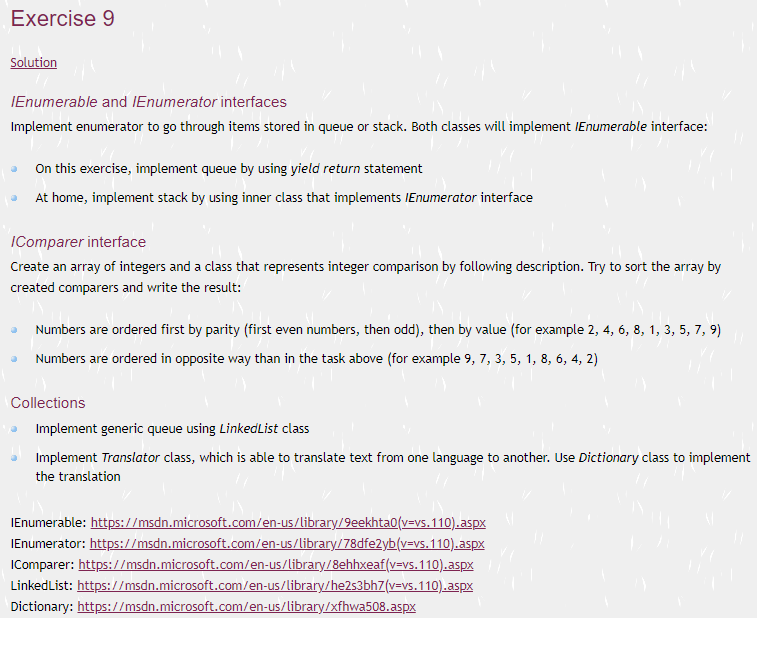 Exercise 9
Solution
IEnumerable and IEnumerator interfaces
Implement enumerator to go through items stored in queue or stack. Both classes will implement IEnumerable interface:
On this exercise, implement queue by using yield return statement
At home, implement stack by using inner class that implements IEnumerator interface
IComparer interface
Create an array of integers and a class that represents integer comparison by following description. Try to sort the array by
created comparers and write the result:
Numbers are ordered first by parity (first even numbers, then odd), then by value (for example 2, 4, 6, 8, 1, 3, 5, 7, 9)
Numbers are ordered in opposite way than in the task above (for example 9, 7, 3, 5, 1, 8, 6, 4, 2)
Collections
Implement generic queue using LinkedList class
Implement Translator class, which is able to translate text from one language to another. Use Dictionary class to implement
the translation
IEnumerable: https://msdn.microsoft.com/en-us/library/9eekhta0(v=vs.110).aspx
IEnumerator: https://msdn.microsoft.com/en-us/library/78dfe2yb(v=vs.110).aspx
IComparer: https://msdn.microsoft.com/en-us/library/8ehhxeaf(v=vs.110).aspx
LinkedList: https://msdn.microsoft.com/en-us/library/he2s3bh7(v=vs.110).aspx
Dictionary: https://msdn.microsoft.com/en-us/library/xfhwa508.aspx